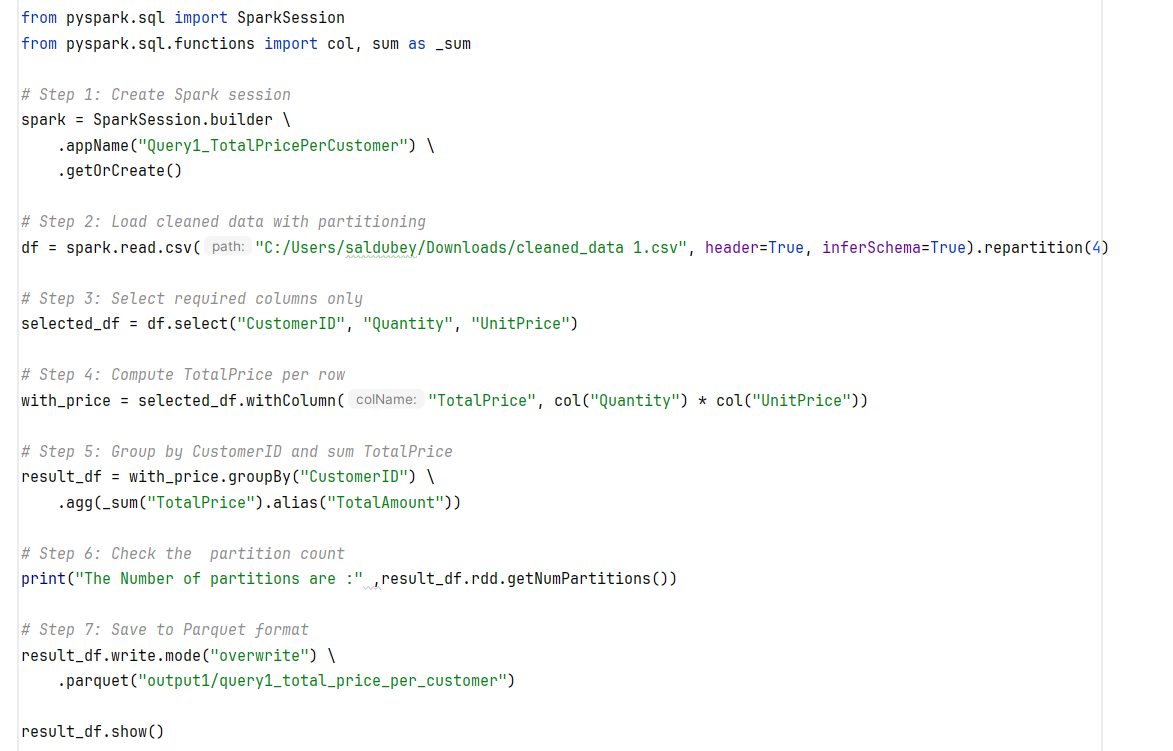 from pyspark.sql import SparkSession
from pyspark.sql.functions import col, sum as _sum
# Step 1: Create Spark session
spark = SparkSession.builder \
    .appName("Query1_TotalPricePerCustomer") \
    .getOrCreate()
# Step 2: Load cleaned data with partitioning
df = spark.read.csv( path: "C:/Users/saldubey/Downloads/cleaned_data 1.csv", header=True, inferSchema=True).repartition(4)
# Step 3: Select required columns only
selected_df = df.select("CustomerID", "Quantity", "UnitPrice")
# Step 4: Compute TotalPrice per row
with_price = selected_df.withColumn( colName: "TotalPrice", col("Quantity") * col("UnitPrice"))
# Step 5: Group by CustomerID and sum TotalPrice
result_df = with_price.groupBy("CustomerID") \
    .agg(_sum("TotalPrice").alias("TotalAmount"))
# Step 6: Check the  partition count
print("The Number of partitions are :" ,result_df.rdd.getNumPartitions())
# Step 7: Save to Parquet format
result_df.write.mode("overwrite") \
    .parquet("output1/query1_total_price_per_customer")
result_df.show()